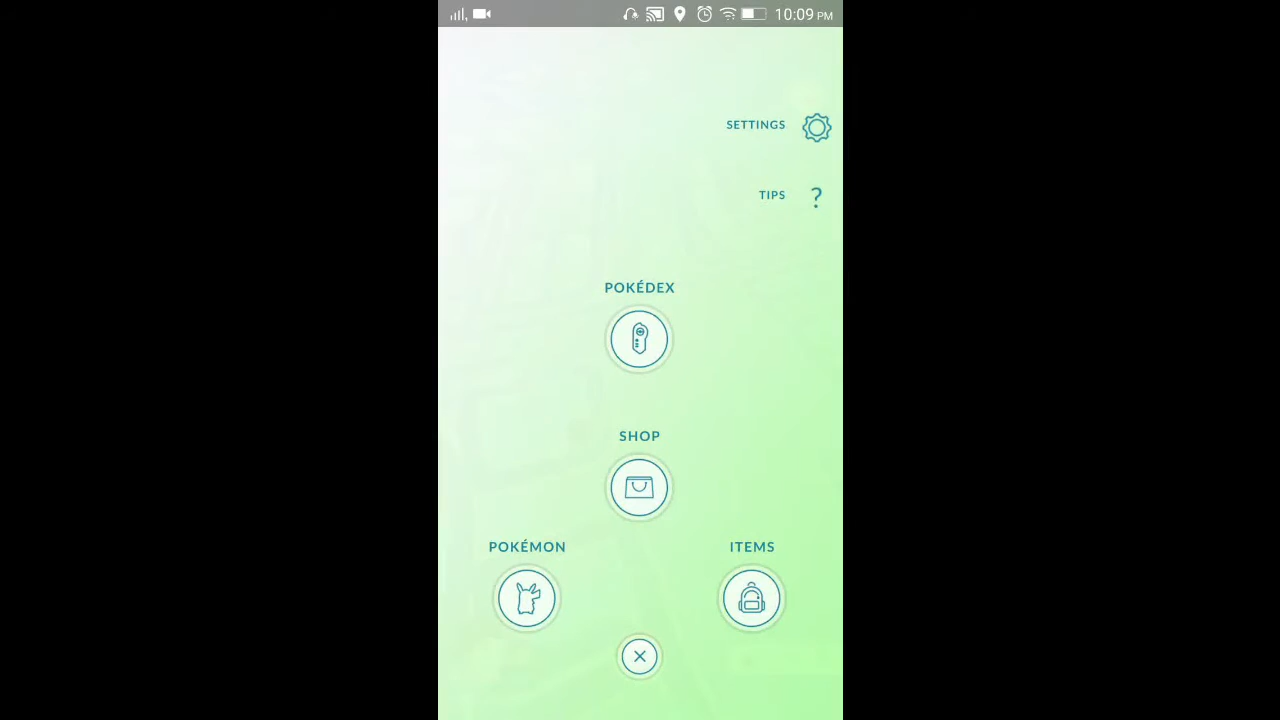 10:09 PM
SETTINGS
TIPS ?
POKÉDEX
SHOP
POKÉMON
ITEMS